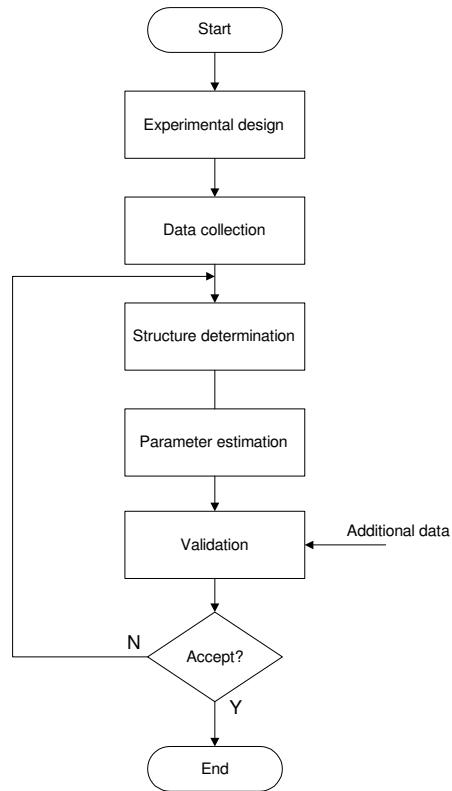 Start
Experimental design
Data collection
Structure determination
Parameter estimation
Validation
Additional data
Accept?
N
Y
End